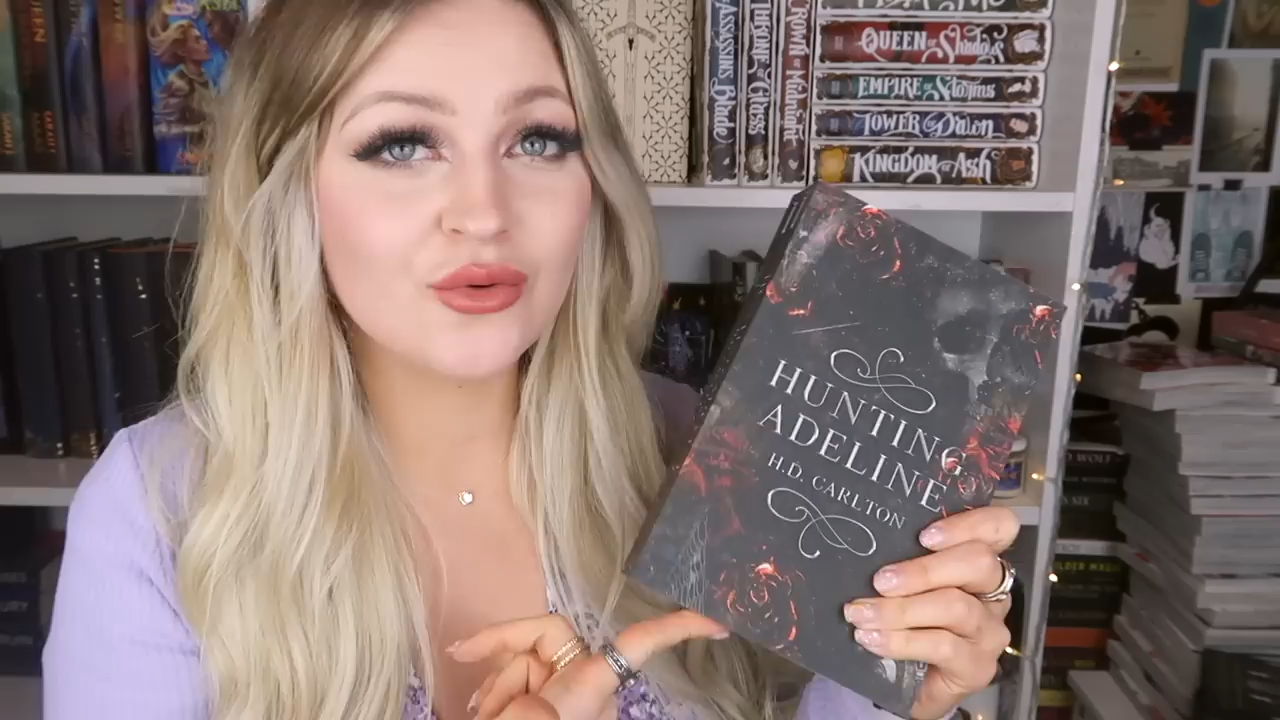 ASSASSIN'S Blade
THRONE of GLASS
CROWN of Midnight
QUEEN of Shadows
EMPIRE of Storms
TOWER of Dawn
KINGDOM of Ash
HUNTING
ADELINE
H.D. CARLTON